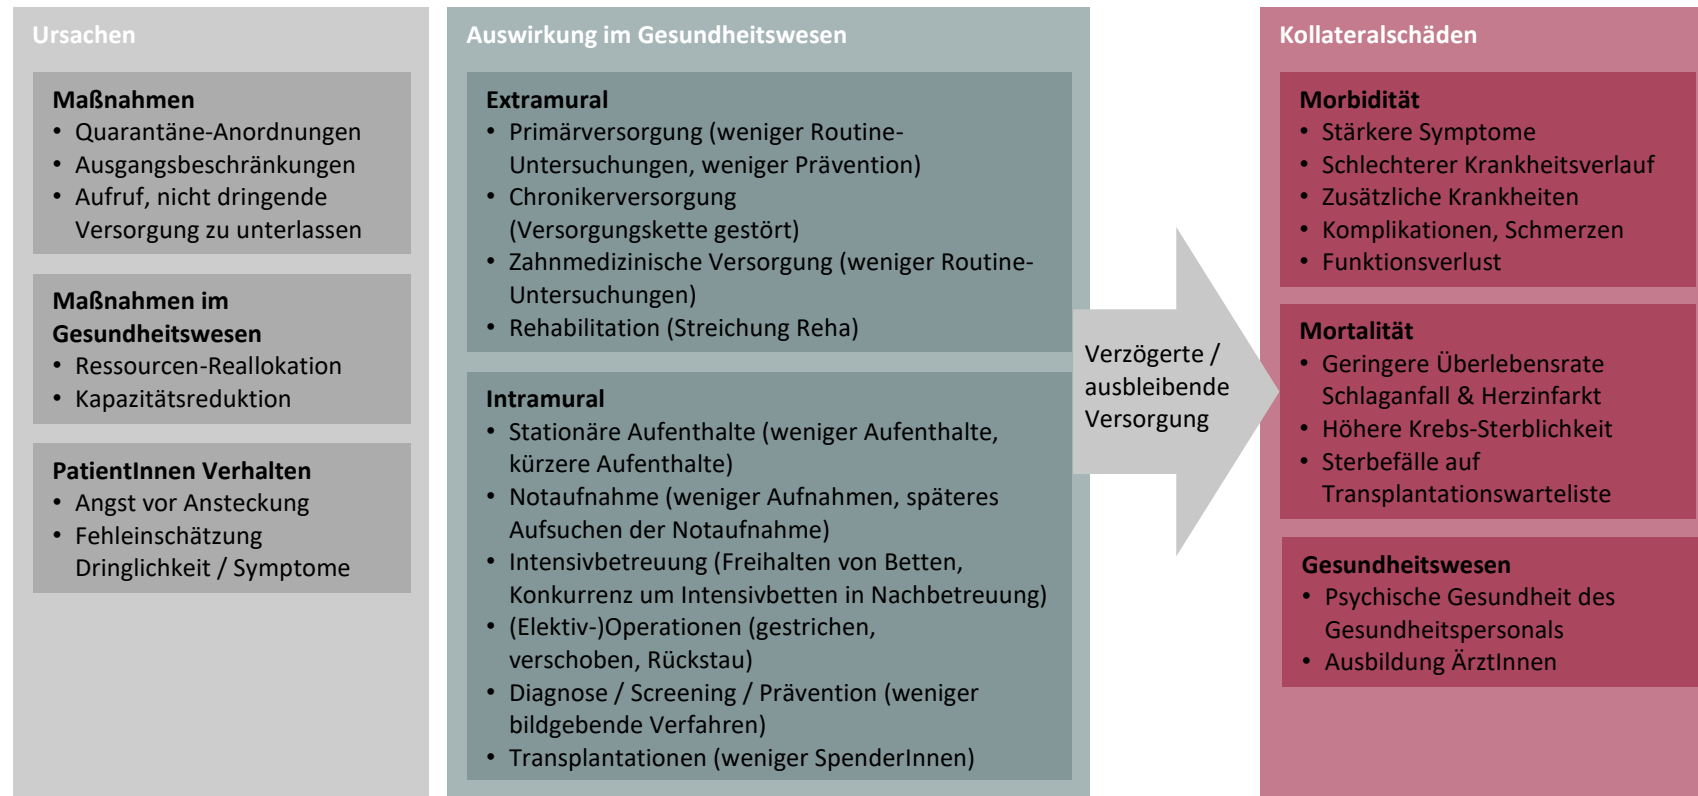 Ursachen
Maßnahmen
• Quarantäne-Anordnungen
• Ausgangsbeschränkungen
• Aufruf, nicht dringende
Versorgung zu unterlassen
Maßnahmen im
Gesundheitswesen
• Ressourcen-Reallokation
• Kapazitätsreduktion
PatientInnen Verhalten
• Angst vor Ansteckung
• Fehleinschätzung
Dringlichkeit / Symptome
Auswirkung im Gesundheitswesen
Extramural
• Primärversorgung (weniger Routine-
Untersuchungen, weniger Prävention)
• Chronikerversorgung
(Versorgungskette gestört)
• Zahnmedizinische Versorgung (weniger Routine-
Untersuchungen)
• Rehabilitation (Streichung Reha)
Intramural
• Stationäre Aufenthalte (weniger Aufenthalte,
kürzere Aufenthalte)
• Notaufnahme (weniger Aufnahmen, späteres
Aufsuchen der Notaufnahme)
• Intensivbetreuung (Freihalten von Betten,
Konkurrenz um Intensivbetten in Nachbetreuung)
• (Elektiv-)Operationen (gestrichen,
verschoben, Rückstau)
• Diagnose / Screening / Prävention (weniger
bildgebende Verfahren)
• Transplantationen (weniger SpenderInnen)
Verzögerte /
ausbleibende
Versorgung
Kollateralschäden
Morbidität
• Stärkere Symptome
• Schlechterer Krankheitsverlauf
• Zusätzliche Krankheiten
• Komplikationen, Schmerzen
• Funktionsverlust
Mortalität
• Geringere Überlebensrate
Schlaganfall & Herzinfarkt
• Höhere Krebs-Sterblichkeit
• Sterbefälle auf
Transplantationswarteliste
Gesundheitswesen
• Psychische Gesundheit des
Gesundheitspersonals
• Ausbildung ÄrztInnen